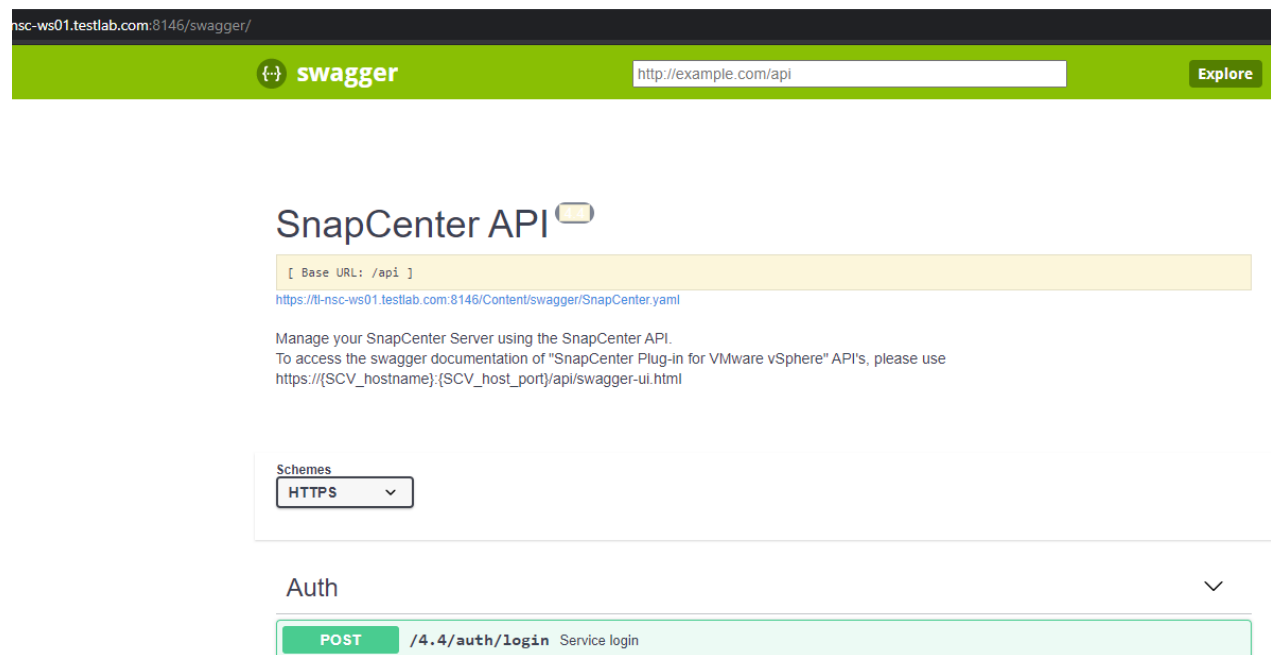 nsc-ws01.testlab.com:8146/swagger/
{··} swagger
http://example.com/api
Explore
SnapCenter API 4.4
[ Base URL: /api ]
https://tl-nsc-ws01.testlab.com:8146/Content/swagger/SnapCenter.yaml
Manage your SnapCenter Server using the SnapCenter API.
To access the swagger documentation of "SnapCenter Plug-in for VMware vSphere" API's, please use
https://{SCV_hostname}:{SCV_host_port}/api/swagger-ui.html
Schemes
HTTPS
Auth
POST /4.4/auth/login Service login